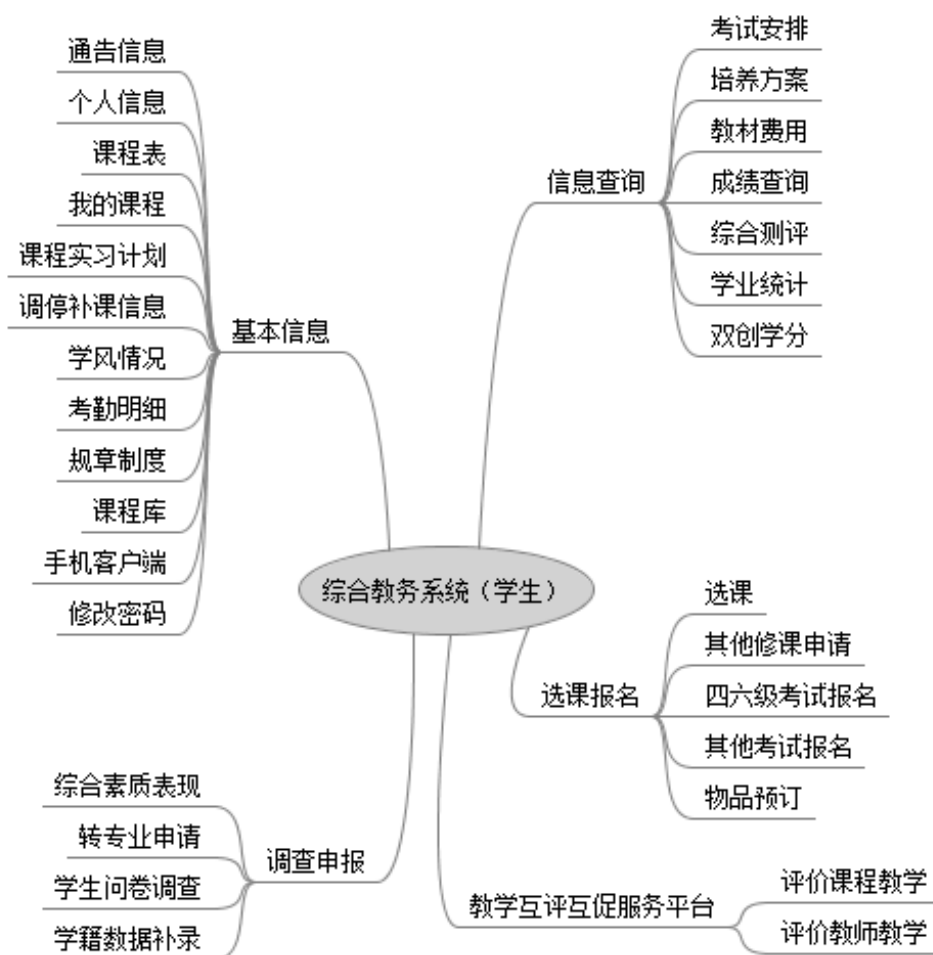 通告信息
个人信息
课程表
我的课程
课程实习计划
调停补课信息
学风情况
考勤明细
规章制度
课程库
手机客户端
修改密码
基本信息
考试安排
培养方案
教材费用
成绩查询
综合测评
学业统计
双创学分
信息查询
综合教务系统（学生）
选课
其他修课申请
四六级考试报名
其他考试报名
物品预订
选课报名
综合素质表现
转专业申请
学生问卷调查
学籍数据补录
调查申报
教学互评互促服务平台
评价课程教学
评价教师教学